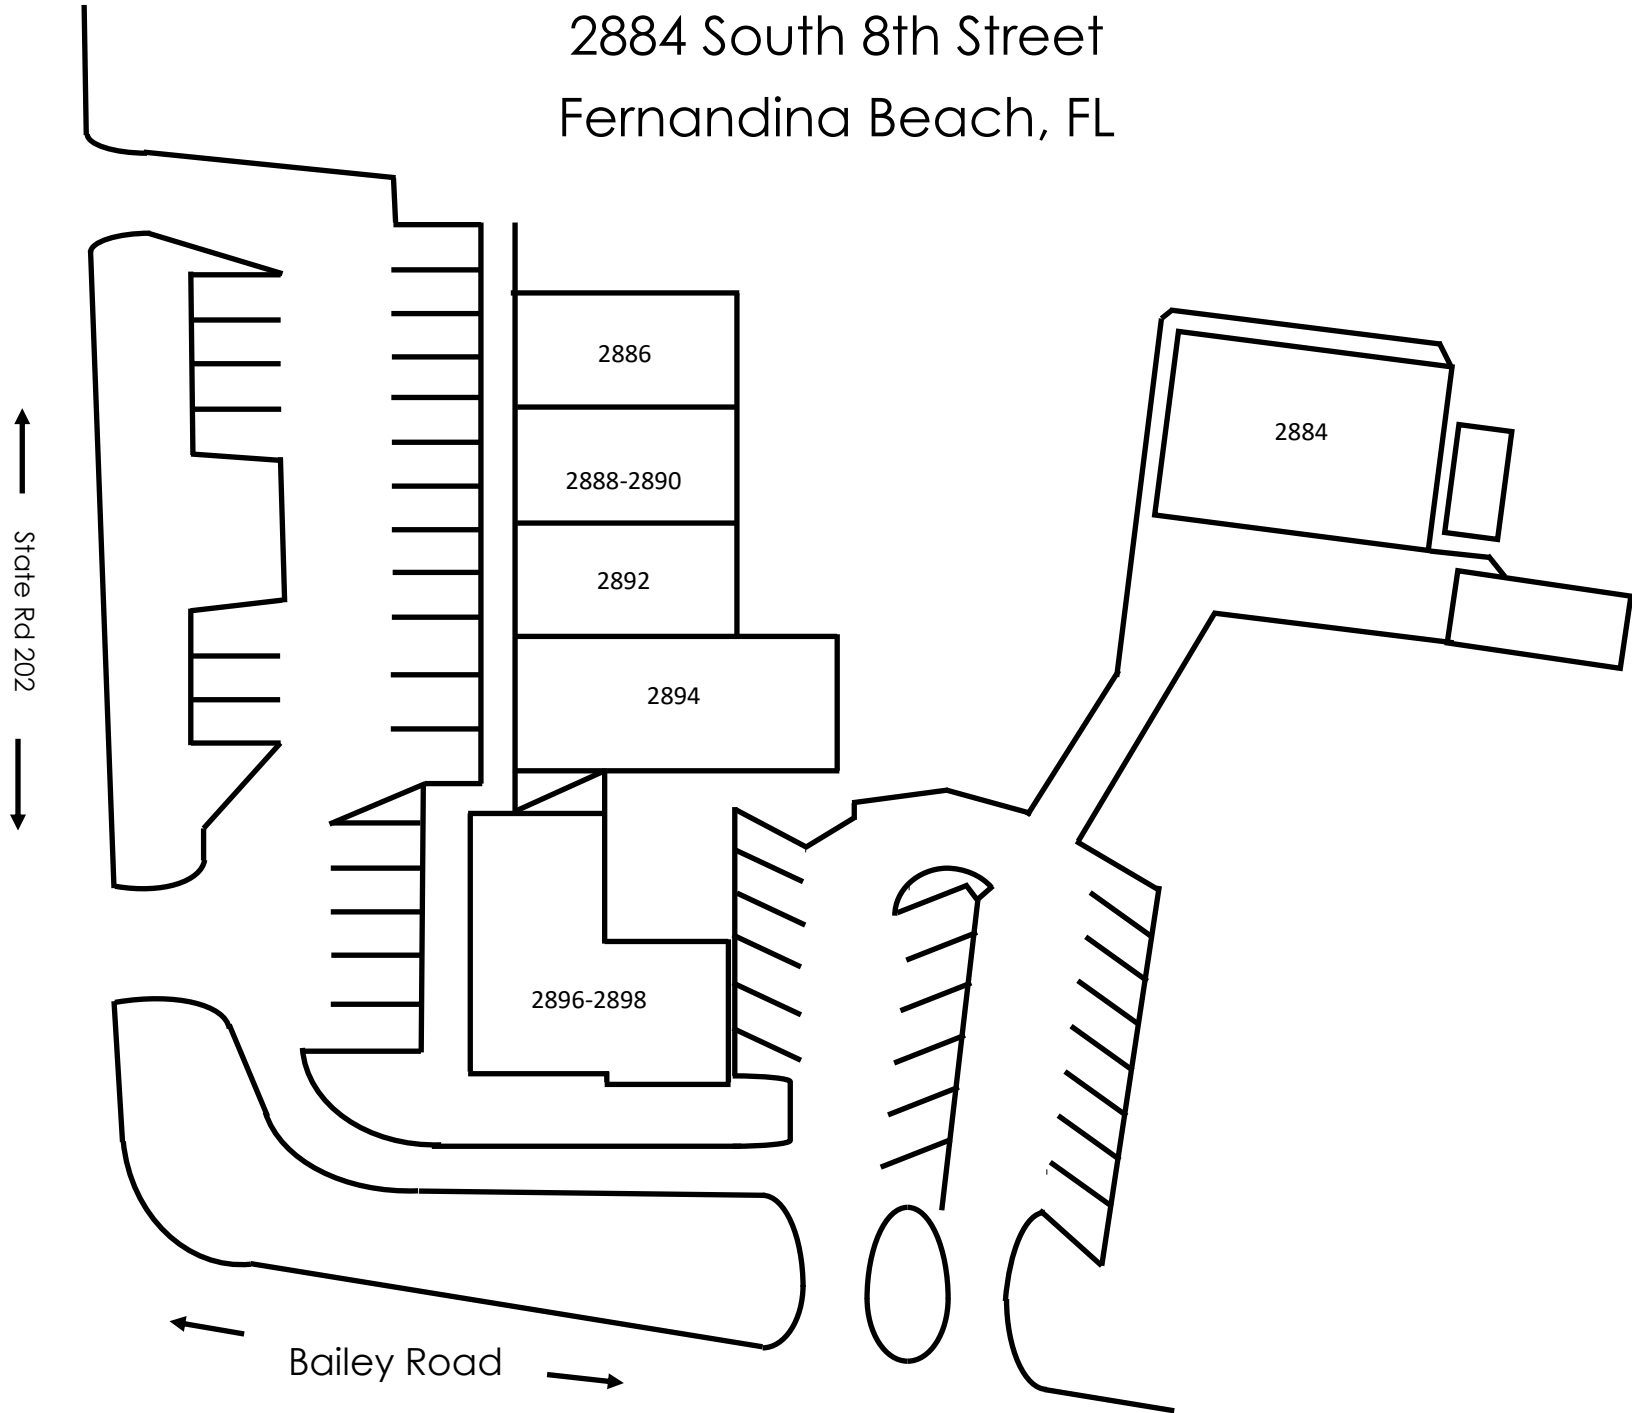 2884 South 8th Street
Fernandina Beach, FL
2886
2884
2888-2890
State Rd 202
2892
2894
2896-2898
Bailey Road